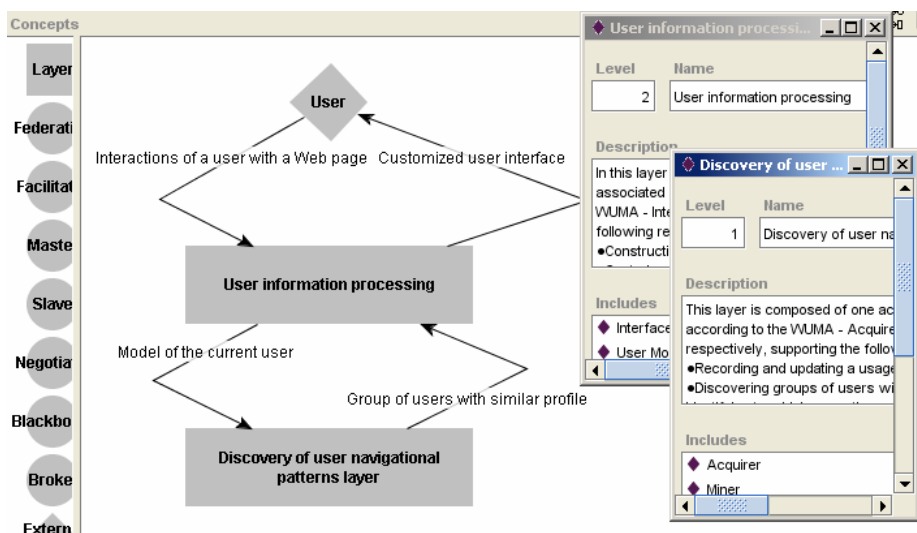 Concepts
Layer
Federati
Facilitat
Maste
Slave
Negotia
Blackbo
Broke
Extern
User
Interactions of a user with a Web page
Customized user interface
User information processing
Model of the current user
Group of users with similar profile
Discovery of user navigational
patterns layer
User information processi...
Level
Name
2
User information processing
Description
In this layer
associated
WUMA - Inte
following re
●Constructi
Includes
Interface
User Mo
Discovery of user ...
Level
Name
1
Discovery of user na
Description
This layer is composed of one ac
according to the WUMA - Acquire
respectively, supporting the follow
●Recording and updating a usage
●Discovering groups of users wi
Includes
Acquirer
Miner